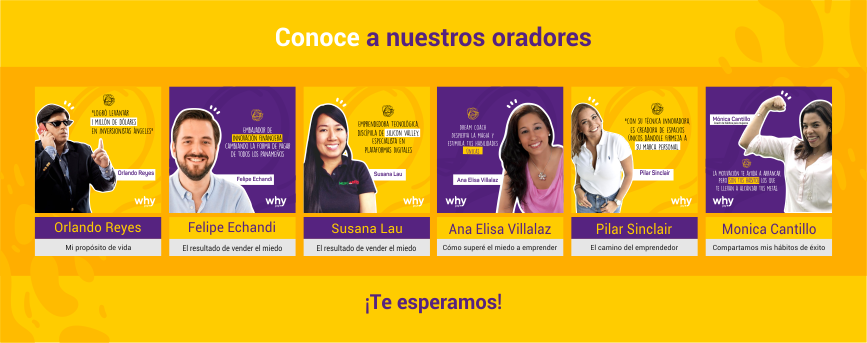 Conoce a nuestros oradores
"LOGRÓ LEVANTAR
1 MILLÓN DE DÓLARES
EN INVERSIONISTAS ÁNGELES"
Orlando Reyes
why
Orlando Reyes
Mi propósito de vida
EMBAJADOR DE
INNOVACIÓN FINANCIERA,
CAMBIANDO LA FORMA DE PAGAR
DE TODOS LOS PANAMEÑOS
Felipe Echandi
why
Felipe Echandi
El resultado de vender el miedo
EMPRENDEDORA TECNOLÓGICA,
DISCÍPULA DE SILICON VALLEY,
ESPECIALISTA EN
PLATAFORMAS DIGITALES
Susana Lau
why
Susana Lau
El resultado de vender el miedo
DREAM COACH
DESPIERTA LA MAGIA Y
ESTIMULA TUS HABILIDADES
Ana Elisa Villalaz
why
Ana Elisa Villalaz
Cómo superé el miedo a emprender
"CON SU TÉCNICA INNOVADORA,
ES CREADORA DE ESPACIOS
ÚNICOS DÁNDOLE FIRMEZA A
SU MARCA PERSONAL
Pilar Sinclair
why
Pilar Sinclair
El camino del emprendedor
Mónica Cantillo
LA MOTIVACIÓN TE AYUDA A ARRANCAR
PERO SON TUS HÁBITOS LOS QUE
TE LLEVAN A ALCANZAR TUS METAS.
why
Monica Cantillo
Compartamos mis hábitos de éxito
¡Te esperamos!